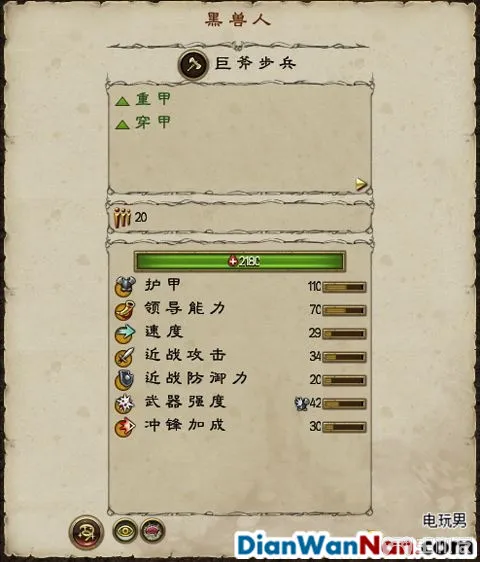 黑兽人
巨斧步兵
重甲
穿甲
20
2180
护甲 110
领导能力 70
速度 29
近战攻击 34
近战防御力 20
武器强度 42
冲锋加成 30
电玩男
DianWanNan.com